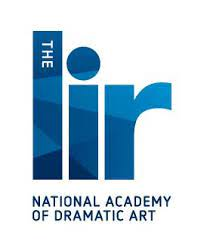 THE
lir
NATIONAL ACADEMY
OF DRAMATIC ART